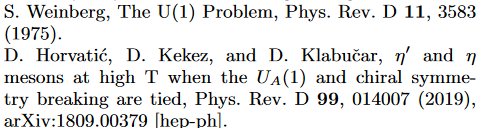 S. Weinberg, The U(1) Problem, Phys. Rev. D 11, 3583
(1975).
D. Horvatić, D. Kekez, and D. Klabučar, η′ and η
mesons at high T when the U_A(1) and chiral symme-
try breaking are tied, Phys. Rev. D 99, 014007 (2019),
arXiv:1809.00379 [hep-ph].